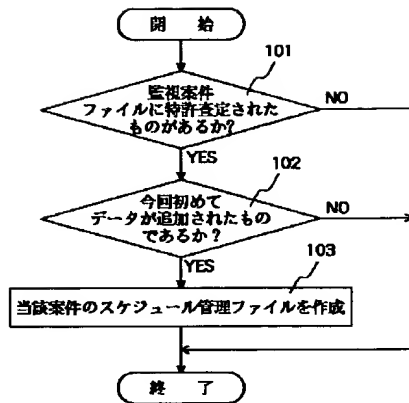 開　始
101
監視案件
ファイルに特許査定された
ものがあるか?
NO
YES
102
今回初めて
データが追加されたもの
であるか?
NO
YES
103
当該案件のスケジュール管理ファイルを作成
終　了